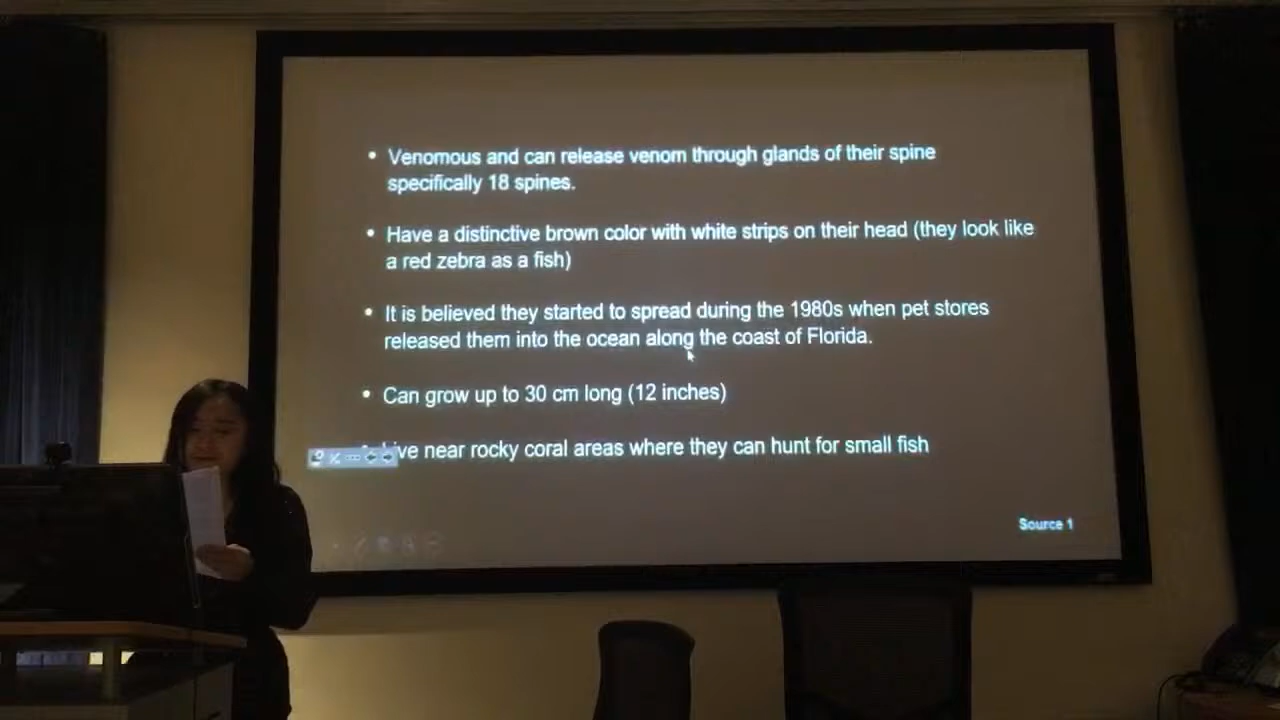 • Venomous and can release venom through glands of their spine
specifically 18 spines.
• Have a distinctive brown color with white strips on their head (they look like
a red zebra as a fish)
• It is believed they started to spread during the 1980s when pet stores
released them into the ocean along the coast of Florida.
• Can grow up to 30 cm long (12 inches)
near rocky coral areas where they can hunt for small fish
Source 1